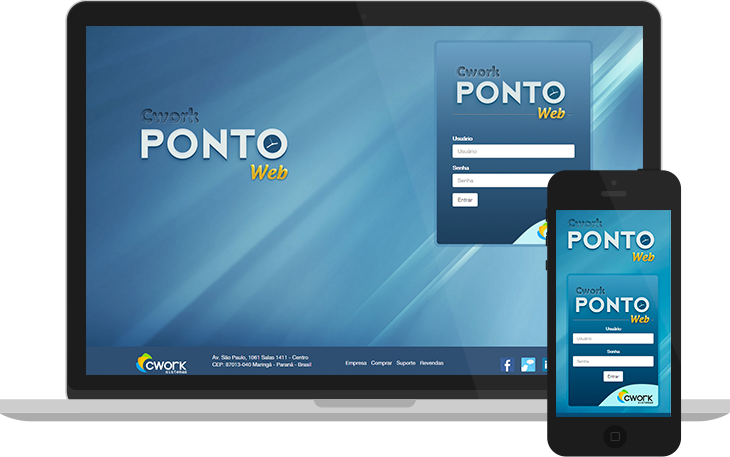 Cwork
PONTO
Web
Cwork
PONTO
Web
Usuário
Usuário
Senha
Senha
Entrar
CWORK
SISTEMAS
Av. São Paulo, 1061 Salas 1411 - Centro
CEP: 87013-040 Maringá - Paraná - Brasil
Empresa Comprar Suporte Revendas
f
Cwork
PONTO
Web
Cwork
PONTO
Web
Usuário
Usuário
Senha
Senha
Entrar
CWORK
SISTEMAS